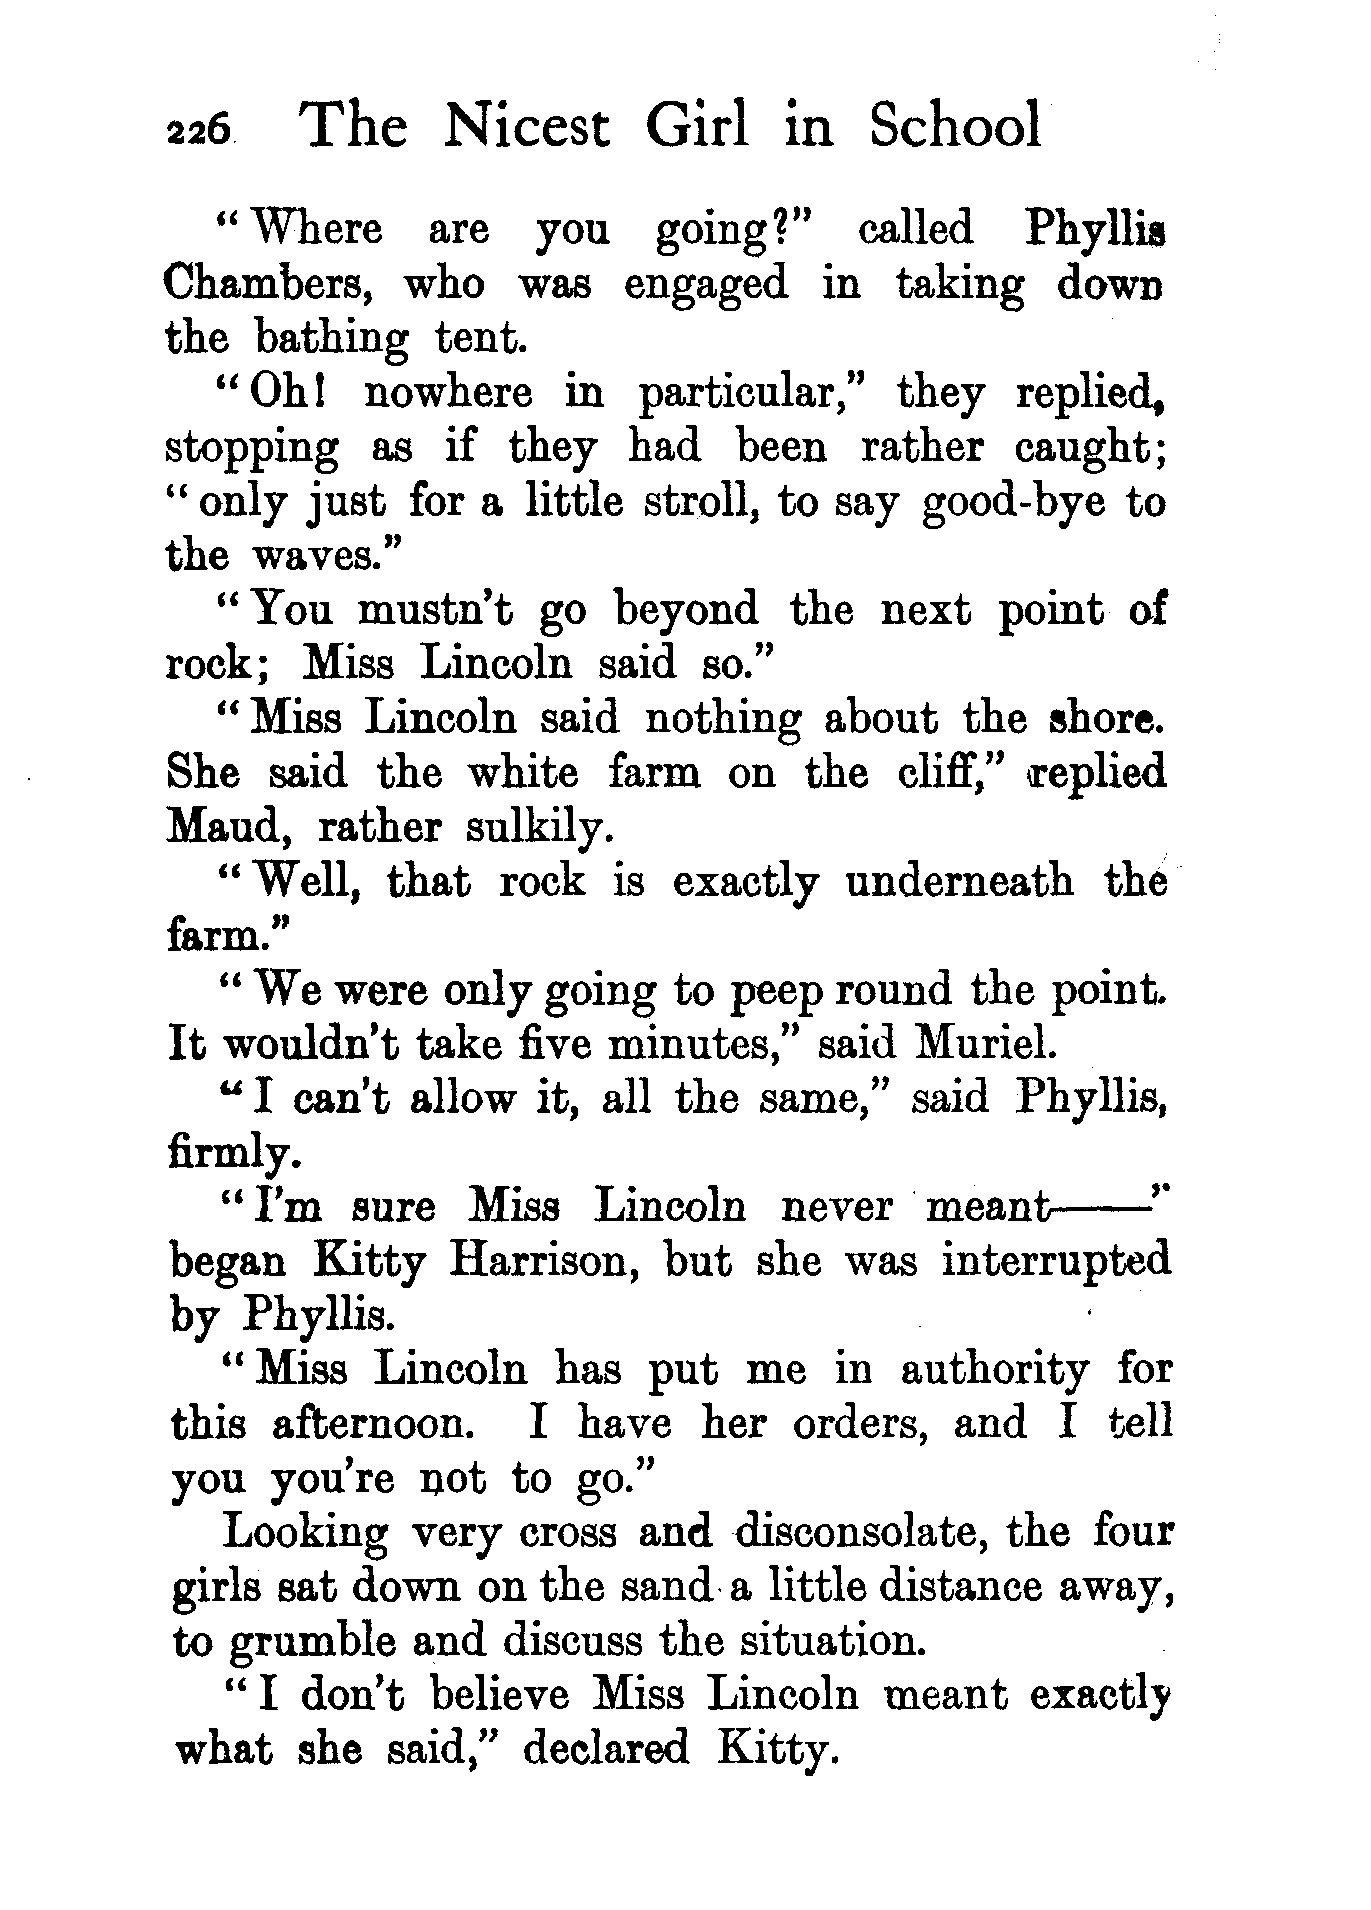 226 The Nicest Girl in School
"Where are you going?" called Phyllis
Chambers, who was engaged in taking down
the bathing tent.
"Oh! nowhere in particular," they replied,
stopping as if they had been rather caught;
"only just for a little stroll, to say good-bye to
the waves."
"You mustn't go beyond the next point of
rock; Miss Lincoln said so."
"Miss Lincoln said nothing about the shore.
She said the white farm on the cliff," replied
Maud, rather sulkily.
"Well, that rock is exactly underneath the
farm."
"We were only going to peep round the point.
It wouldn't take five minutes," said Muriel.
"I can't allow it, all the same," said Phyllis,
firmly.
"I'm sure Miss Lincoln never meant——"
began Kitty Harrison, but she was interrupted
by Phyllis.
"Miss Lincoln has put me in authority for
this afternoon. I have her orders, and I tell
you you're not to go."
Looking very cross and disconsolate, the four
girls sat down on the sand a little distance away,
to grumble and discuss the situation.
"I don't believe Miss Lincoln meant exactly
what she said," declared Kitty.